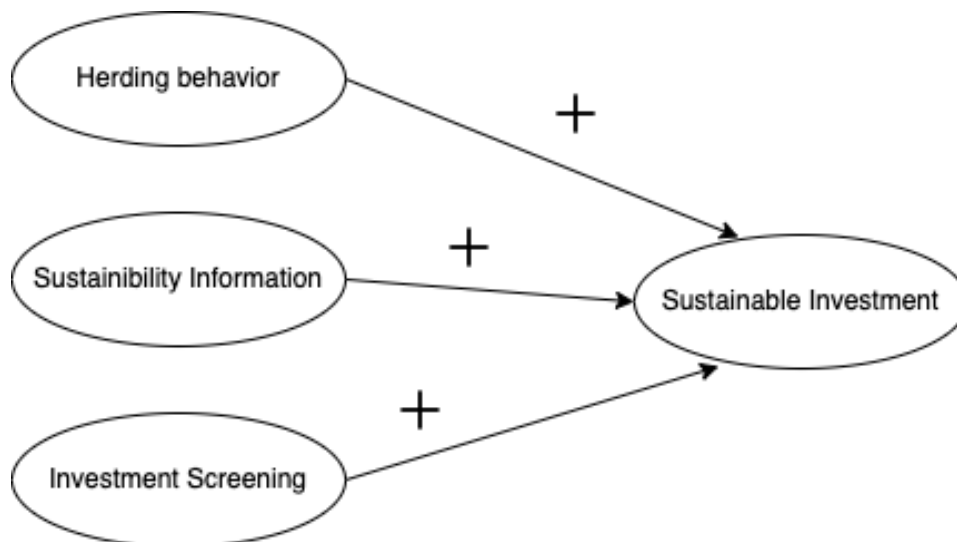 Herding behavior
+
+
Sustainibility Information
Sustainable Investment
+
Investment Screening